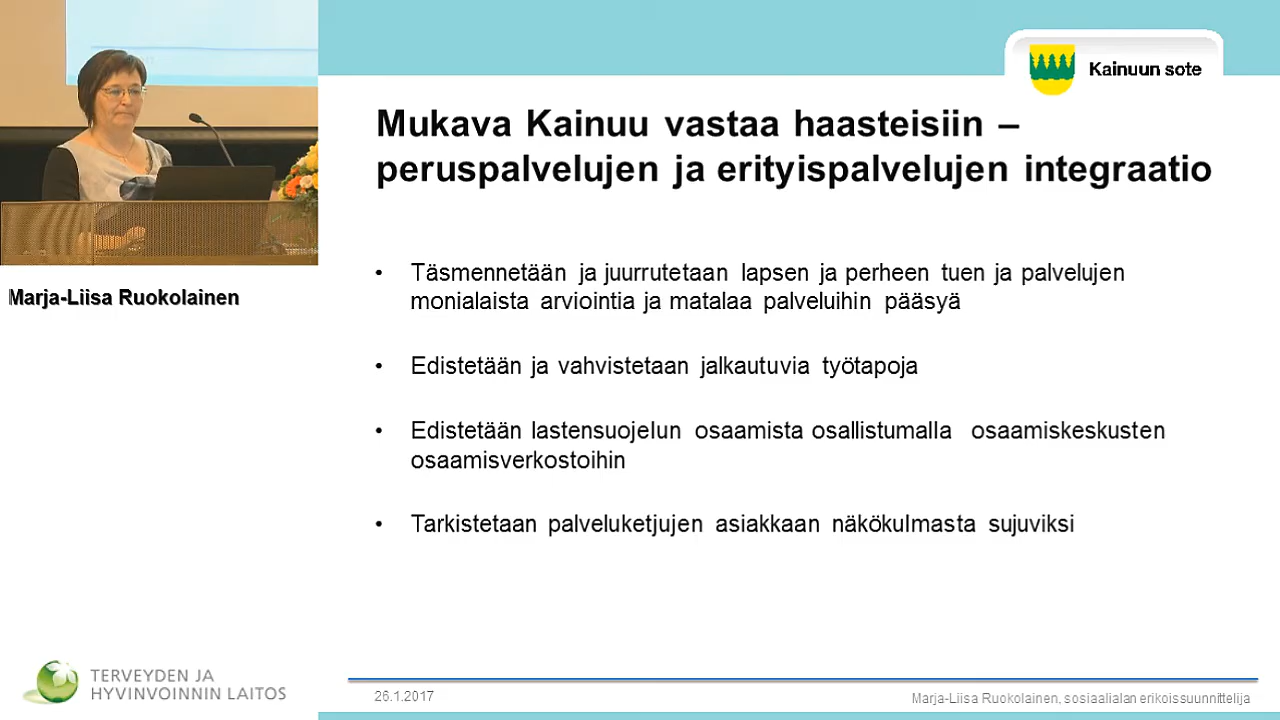 Kainuun sote
Mukava Kainuu vastaa haasteisiin –
peruspalvelujen ja erityispalvelujen integraatio
• Täsmennetään ja juurrutetaan lapsen ja perheen tuen ja palvelujen
monialaista arviointia ja matalaa palveluihin pääsyä
• Edistetään ja vahvistetaan jalkautuvia työtapoja
• Edistetään lastensuojelun osaamista osallistumalla osaamiskeskusten
osaamisverkostoihin
• Tarkistetaan palveluketjujen asiakkaan näkökulmasta sujuviksi
Marja-Liisa Ruokolainen
TERVEYDEN JA
HYVINVOINNIN LAITOS
26.1.2017
Marja-Liisa Ruokolainen, sosiaalialan erikoissuunnittelija